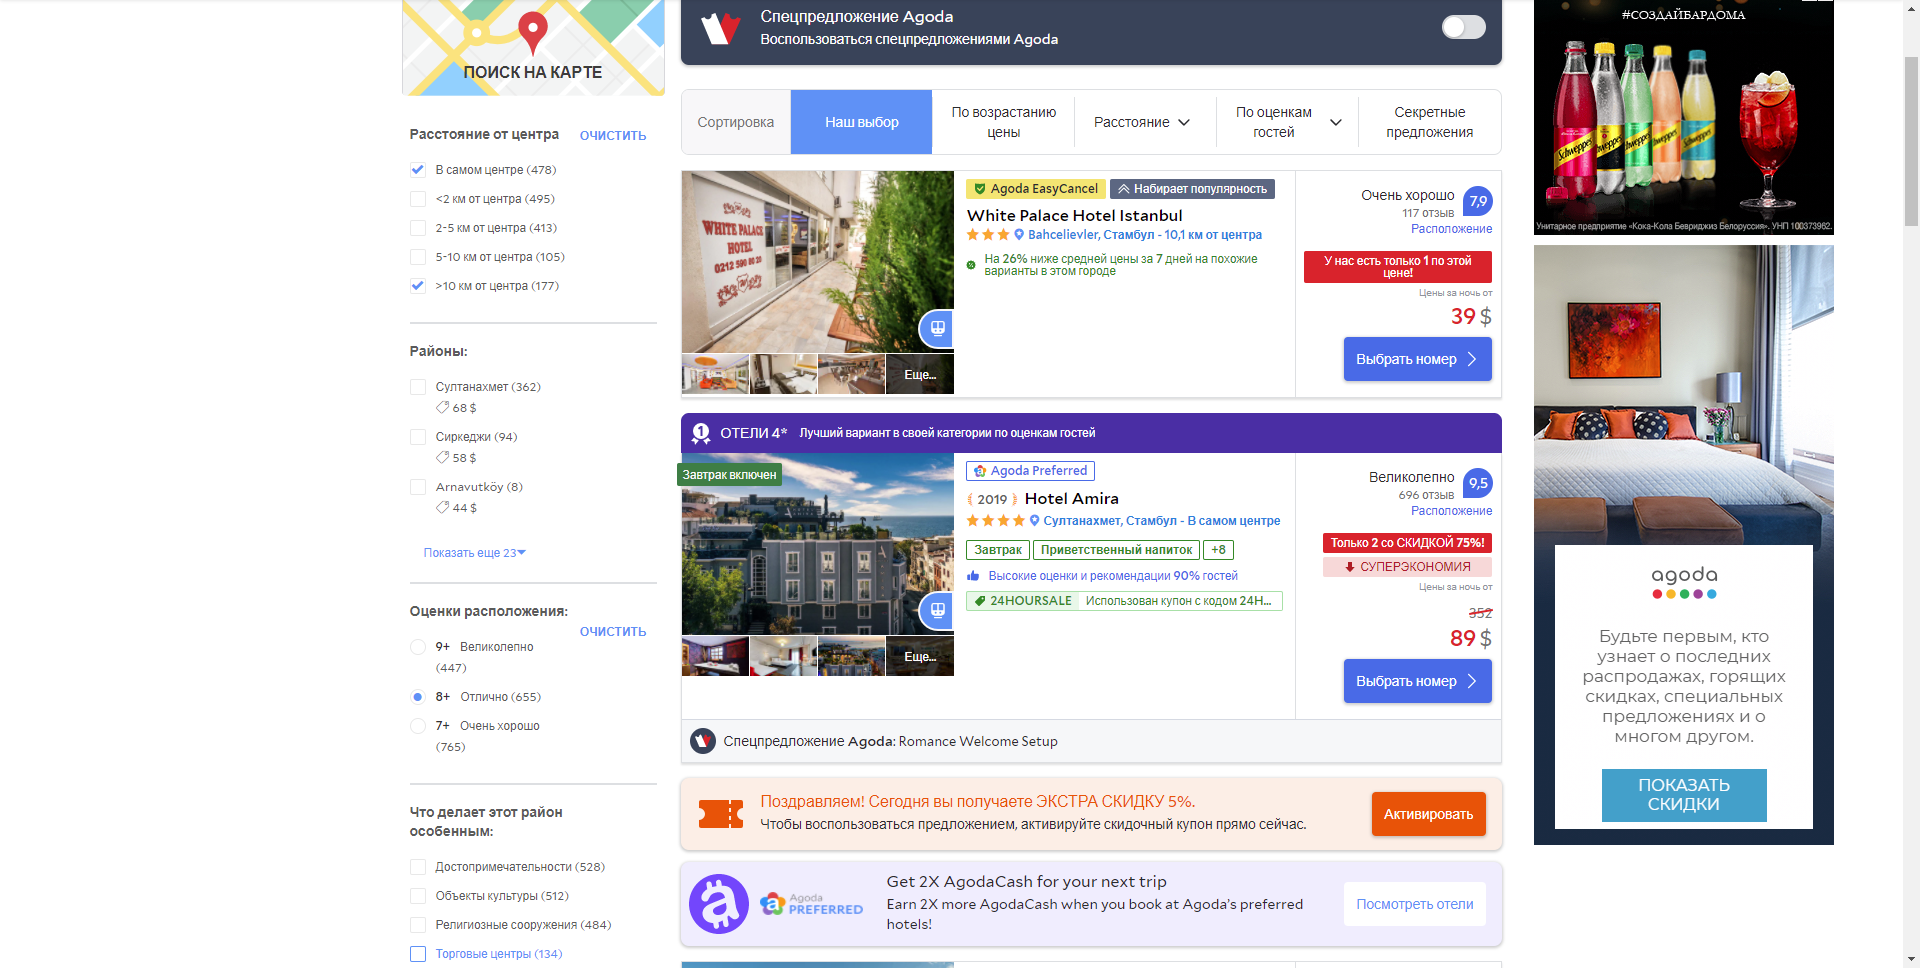 ПОИСК НА КАРТЕ
Расстояние от центра
ОЧИСТИТЬ
В самом центре (478)
<2 км от центра (495)
2-5 км от центра (413)
5-10 км от центра (105)
>10 км от центра (177)
Районы:
Султанахмет (362)
68 $
Сиркеджи (94)
58 $
Arnavutköy (8)
44 $
Показать еще 23
Оценки расположения:
ОЧИСТИТЬ
9+ Великолепно
(447)
8+ Отлично (655)
7+ Очень хорошо
(765)
Что делает этот район
особенным:
Достопримечательности (528)
Объекты культуры (512)
Религиозные сооружения (484)
Торговые центры (134)
Спецпредложение Agoda
Воспользоваться спецпредложениями Agoda
Сортировка
Наш выбор
По возрастанию
цены
Расстояние
По оценкам
гостей
Секретные
предложения
WHITE PALACE
HOTEL
0212 590 80 20
Еще...
Agoda EasyCancel
Набирает популярность
White Palace Hotel Istanbul
Bahcelievler, Стамбул - 10,1 км от центра
На 26% ниже средней цены за 7 дней на похожие
варианты в этом городе
Очень хорошо
7,9
117 отзыв
Расположение
У нас есть только 1 по этой
цене!
Цены за ночь от
39 $
Выбрать номер
1
ОТЕЛИ 4* Лучший вариант в своей категории по оценкам гостей
Завтрак включен
Еще...
Agoda Preferred
2019 Hotel Amira
Султанахмет, Стамбул - В самом центре
Завтрак
Приветственный напиток
+8
Высокие оценки и рекомендации 90% гостей
24HOURSALE Использован купон с кодом 24H...
Великолепно
9,5
696 отзыв
Расположение
Только 2 со СКИДКОЙ 75%!
СУПЕРЭКОНОМИЯ
Цены за ночь от
352
89 $
Выбрать номер
Спецпредложение Agoda: Romance Welcome Setup
Поздравляем! Сегодня вы получаете ЭКСТРА СКИДКУ 5%.
Чтобы воспользоваться предложением, активируйте скидочный купон прямо сейчас.
Активировать
Agoda
PREFERRED
Get 2X AgodaCash for your next trip
Earn 2X more AgodaCash when you book at Agoda's preferred
hotels!
Посмотреть отели
#СОЗДАЙБАРДОМА
Schweppes
Schweppes
Schweppes
Schweppes
Унитарное предприятие «Кока-Кола Бевриджиз Белоруссия». УНП 100373962.
agoda
Будьте первым, кто
узнает о последних
распродажах, горящих
скидках, специальных
предложениях и о
многом другом.
ПОКАЗАТЬ
СКИДКИ